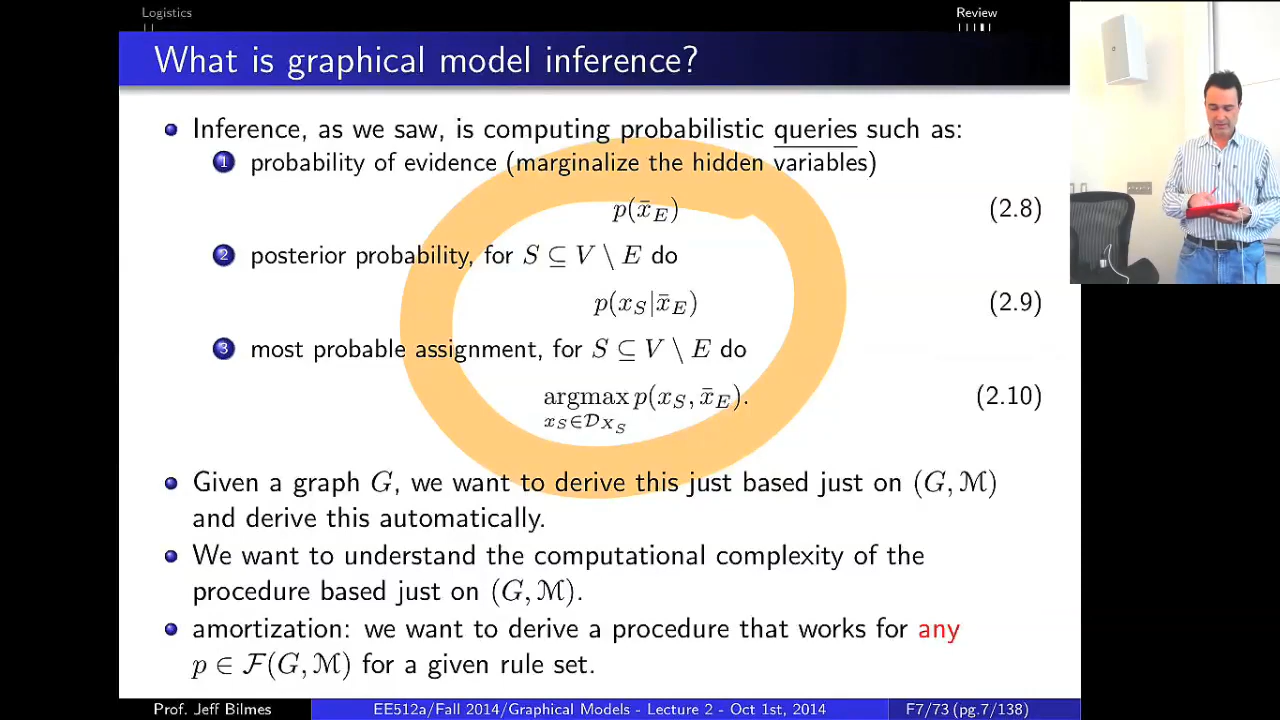 Logistics
Review
What is graphical model inference?
Inference, as we saw, is computing probabilistic queries such as:
1 probability of evidence (marginalize the hidden variables)
p(x̄_E) (2.8)
2 posterior probability, for S ⊆ V \ E do
p(x_S|x̄_E) (2.9)
3 most probable assignment, for S ⊆ V \ E do
argmax p(x_S, x̄_E). (2.10)
x_S∈D_{X_S}
Given a graph G, we want to derive this just based just on (G, M)
and derive this automatically.
We want to understand the computational complexity of the
procedure based just on (G, M).
amortization: we want to derive a procedure that works for any
p ∈ F(G, M) for a given rule set.
Prof. Jeff Bilmes
EE512a/Fall 2014/Graphical Models - Lecture 2 - Oct 1st, 2014
F7/73 (pg.7/138)